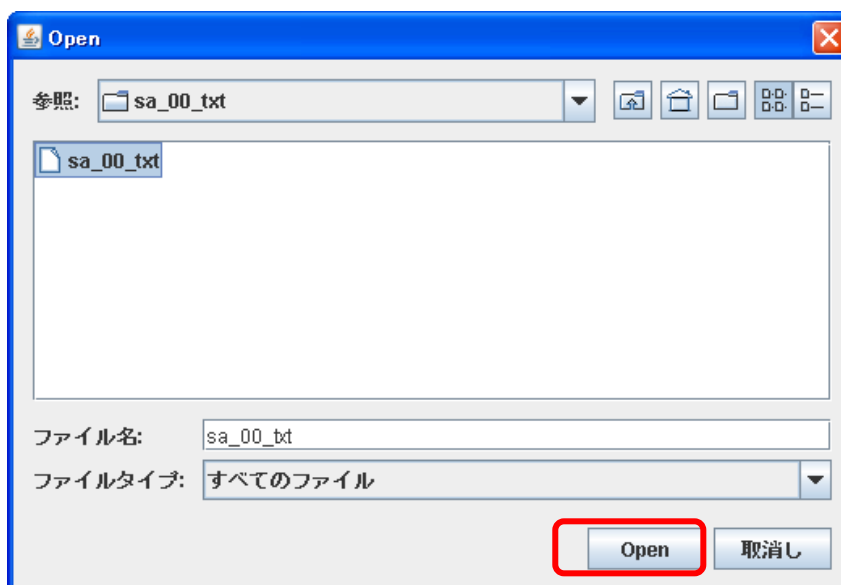 Open
参照: sa_00_txt
sa_00_txt
ファイル名: sa_00_txt
ファイルタイプ: すべてのファイル
Open 取消し